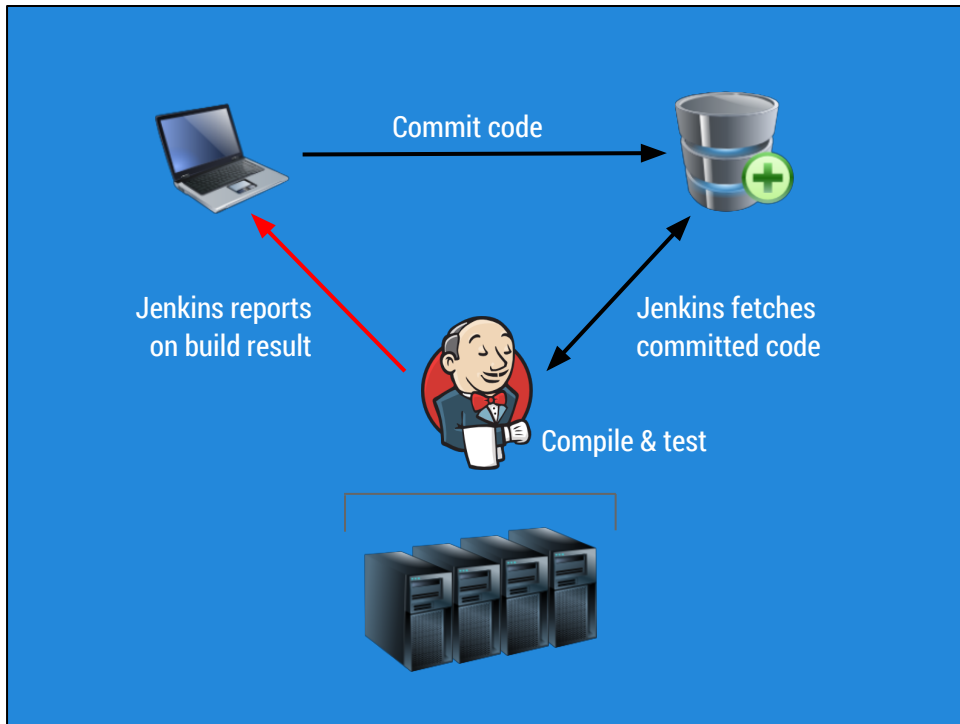 Commit code
Jenkins reports
on build result
Jenkins fetches
committed code
Compile & test